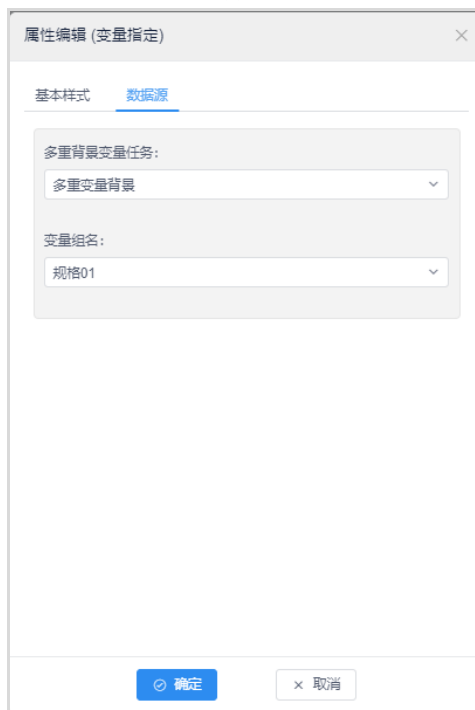 属性编辑 (变量指定)
基本样式 数据源
多重背景变量任务:
多重变量背景
变量组名:
规格01
确定 取消